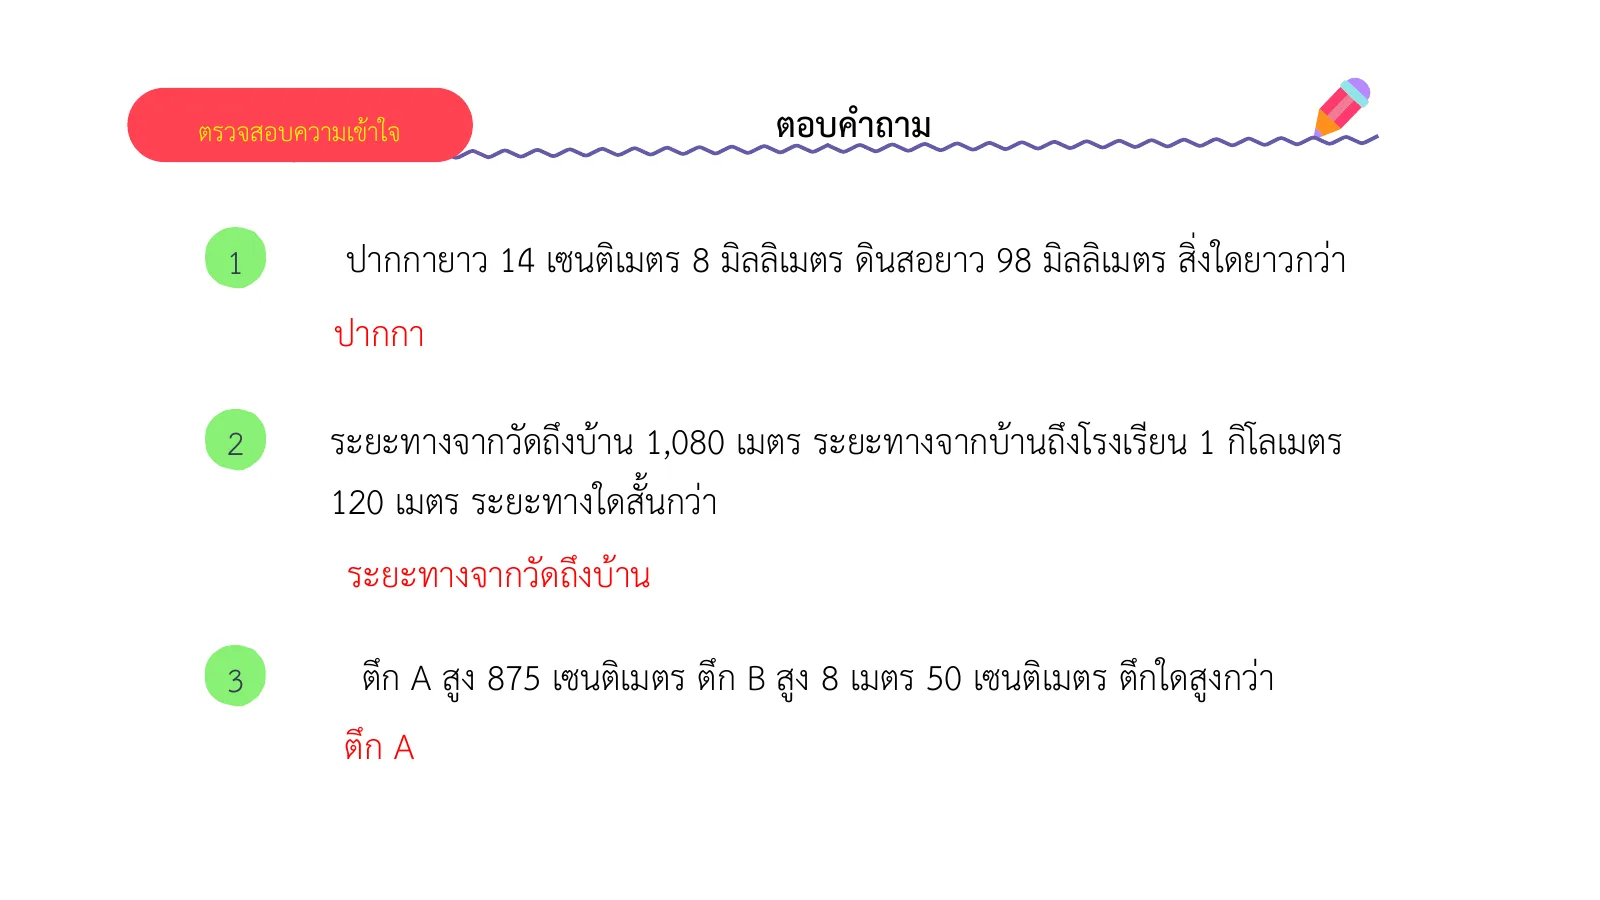 ตรวจสอบความเข้าใจ
ตอบคำถาม
1
ปากกายาว 14 เซนติเมตร 8 มิลลิเมตร ดินสอยาว 98 มิลลิเมตร สิ่งใดยาวกว่า
ปากกา
2
ระยะทางจากวัดถึงบ้าน 1,080 เมตร ระยะทางจากบ้านถึงโรงเรียน 1 กิโลเมตร
120 เมตร ระยะทางใดสั้นกว่า
ระยะทางจากวัดถึงบ้าน
3
ตึก A สูง 875 เซนติเมตร ตึก B สูง 8 เมตร 50 เซนติเมตร ตึกใดสูงกว่า
ตึก A